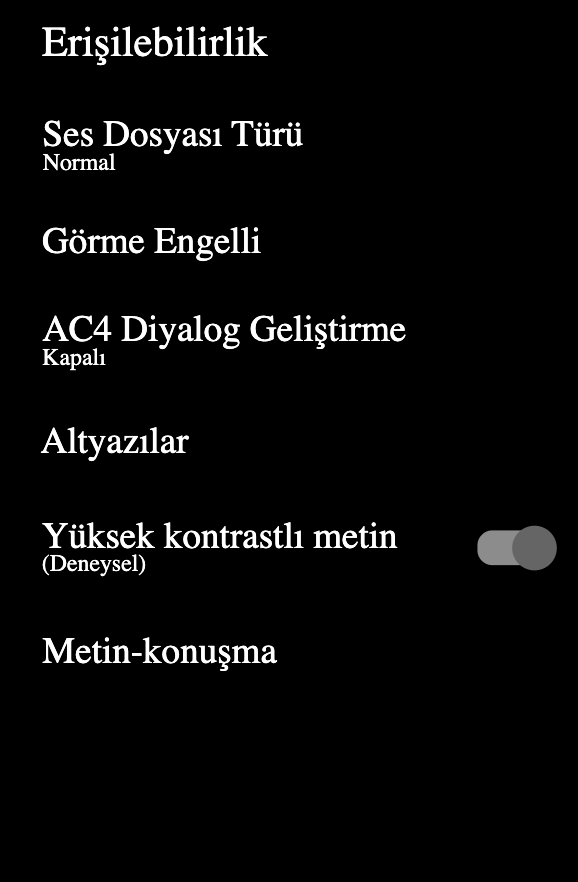 Erişilebilirlik
Ses Dosyası Türü
Normal
Görme Engelli
AC4 Diyalog Geliştirme
Kapalı
Altyazılar
Yüksek kontrastlı metin
(Deneysel)
Metin-konuşma